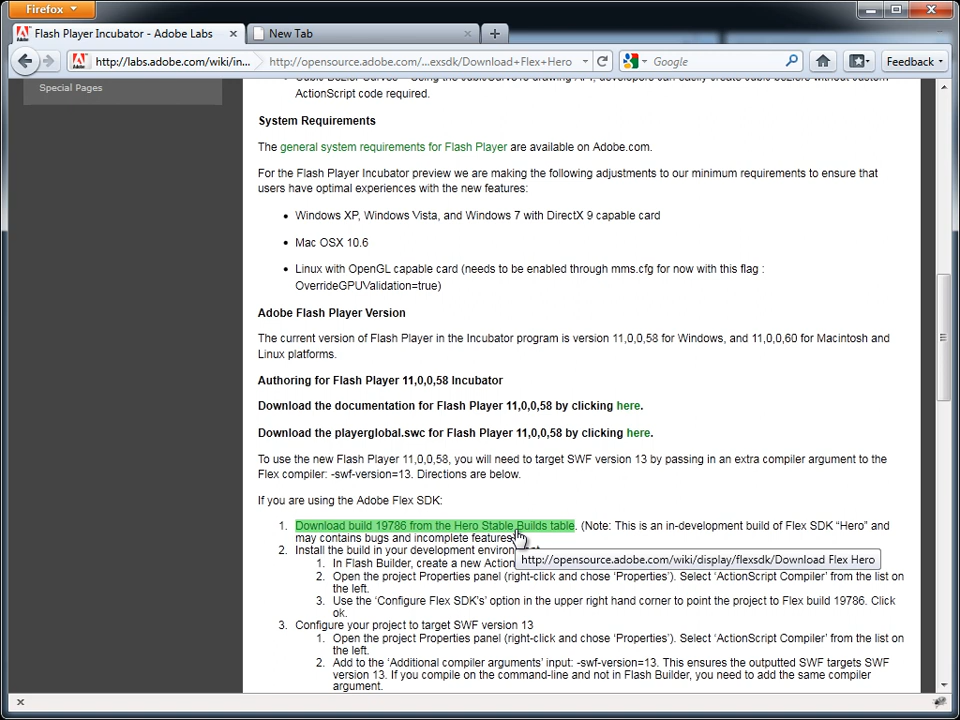 Firefox
Flash Player Incubator - Adobe Labs
New Tab
http://labs.adobe.com/wiki/in...
http://opensource.adobe.com/...exsdk/Download+Flex+Hero
Google
Feedback
Special Pages
ActionScript code required.
System Requirements
The general system requirements for Flash Player are available on Adobe.com.
For the Flash Player Incubator preview we are making the following adjustments to our minimum requirements to ensure that
users have optimal experiences with the new features:
• Windows XP, Windows Vista, and Windows 7 with DirectX 9 capable card
• Mac OSX 10.6
• Linux with OpenGL capable card (needs to be enabled through mms.cfg for now with this flag :
OverrideGPUValidation=true)
Adobe Flash Player Version
The current version of Flash Player in the Incubator program is version 11,0,0,58 for Windows, and 11,0,0,60 for Macintosh and
Linux platforms.
Authoring for Flash Player 11,0,0,58 Incubator
Download the documentation for Flash Player 11,0,0,58 by clicking here.
Download the playerglobal.swc for Flash Player 11,0,0,58 by clicking here.
To use the new Flash Player 11,0,0,58, you will need to target SWF version 13 by passing in an extra compiler argument to the
Flex compiler: -swf-version=13. Directions are below.
If you are using the Adobe Flex SDK:
1. Download build 19786 from the Hero Stable Builds table. (Note: This is an in-development build of Flex SDK “Hero” and
may contains bugs and incomplete features
2. Install the build in your development environment.
1. In Flash Builder, create a new Action
http://opensource.adobe.com/wiki/display/flexsdk/Download Flex Hero
2. Open the project Properties panel (right-click and chose ‘Properties’). Select ‘ActionScript Compiler’ from the list on
the left.
3. Use the ‘Configure Flex SDK’s’ option in the upper right hand corner to point the project to Flex build 19786. Click
ok.
3. Configure your project to target SWF version 13
1. Open the project Properties panel (right-click and chose ‘Properties’). Select ‘ActionScript Compiler’ from the list on
the left.
2. Add to the ‘Additional compiler arguments’ input: -swf-version=13. This ensures the outputted SWF targets SWF
version 13. If you compile on the command-line and not in Flash Builder, you need to add the same compiler
argument.